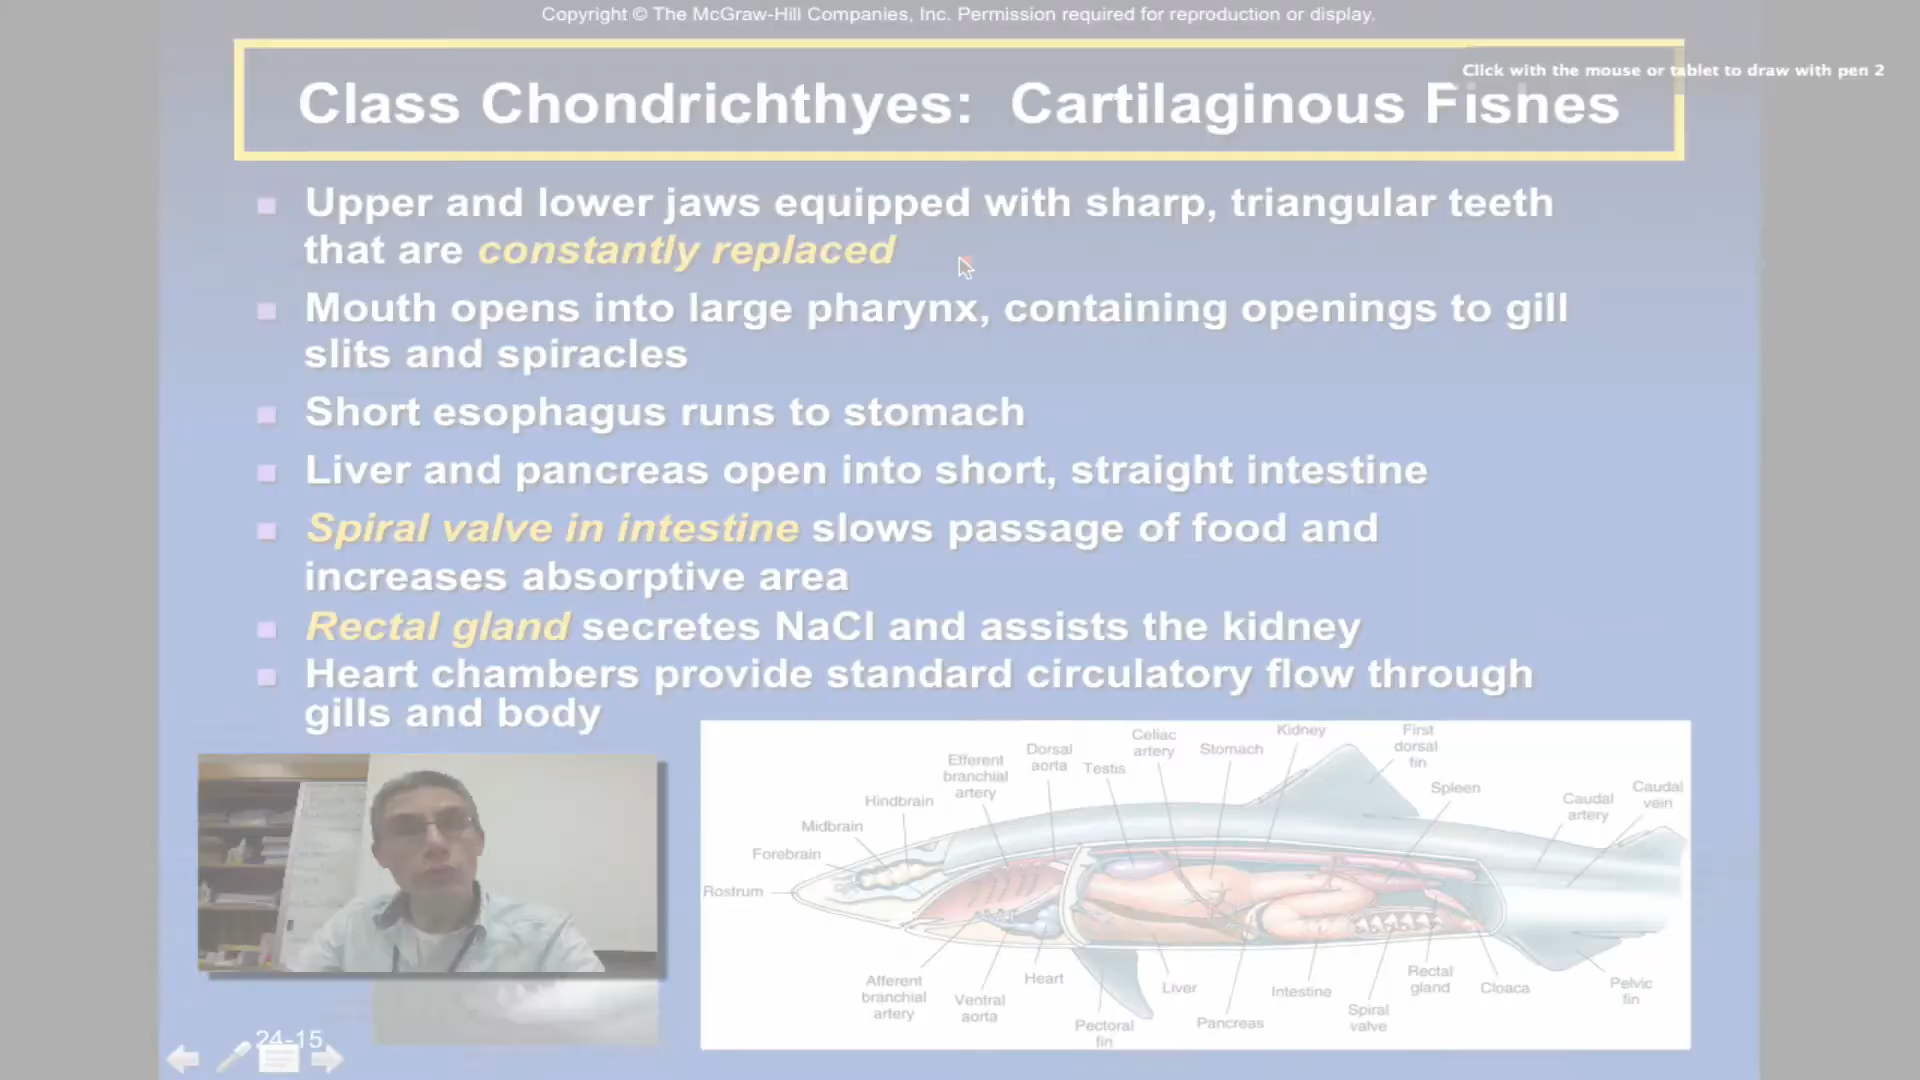 Copyright © The McGraw-Hill Companies, Inc. Permission required for reproduction or display.
Click with the mouse or tablet to draw with pen 2
Class Chondrichthyes: Cartilaginous Fishes
Upper and lower jaws equipped with sharp, triangular teeth
that are constantly replaced
Mouth opens into large pharynx, containing openings to gill
slits and spiracles
Short esophagus runs to stomach
Liver and pancreas open into short, straight intestine
Spiral valve in intestine slows passage of food and
increases absorptive area
Rectal gland secretes NaCl and assists the kidney
Heart chambers provide standard circulatory flow through
gills and body
Rostrum
Forebrain
Midbrain
Hindbrain
Efferent
branchial
artery
Dorsal
aorta
Testis
Celiac
artery
Stomach
Kidney
First
dorsal
fin
Spleen
Caudal
artery
Caudal
vein
Afferent
branchial
artery
Ventral
aorta
Heart
Pectoral
fin
Liver
Pancreas
Intestine
Spiral
valve
Rectal
gland
Cloaca
Pelvic
fin
24-15